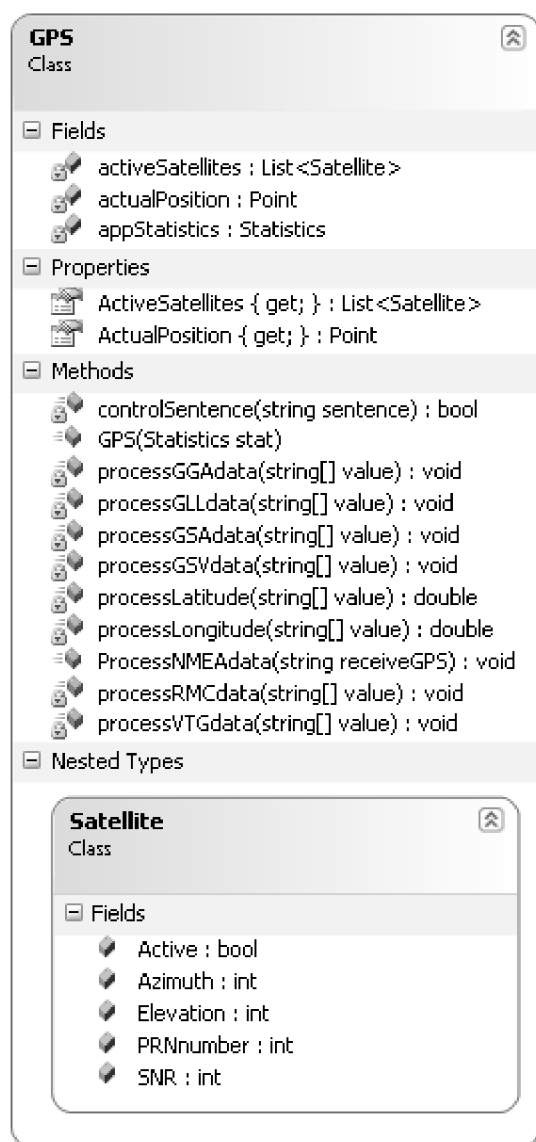 GPS
Class
Fields
activeSatellites : List<Satellite>
actualPosition : Point
appStatistics : Statistics
Properties
ActiveSatellites { get; } : List<Satellite>
ActualPosition { get; } : Point
Methods
controlSentence(string sentence) : bool
GPS(Statistics stat)
processGGAdata(string[] value) : void
processGLLdata(string[] value) : void
processGSAdata(string[] value) : void
processGSVdata(string[] value) : void
processLatitude(string[] value) : double
processLongitude(string[] value) : double
ProcessNMEAdata(string receiveGPS) : void
processRMCdata(string[] value) : void
processVTGdata(string[] value) : void
Nested Types
Satellite
Class
Fields
Active : bool
Azimuth : int
Elevation : int
PRNnumber : int
SNR : int